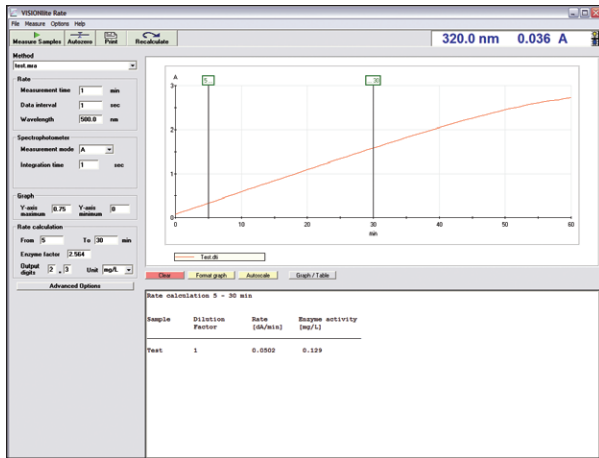 VISIONlite Rate
File Measure Options Help
Measure Samples Autozero Print Recalculate
320.0 nm 0.036 A
Method
test.mra
Rate
Measurement time 1 min
Data interval 1 sec
Wavelength 500.0 nm
Spectrophotometer
Measurement mode A
Integration time 1 sec
Graph
Y-axis maximum 0.75 Y-axis minimum 0
Rate calculation
From 5 To 30 min
Enzyme factor 2.564
Output digits 2 . 3 Unit mg/L
Advanced Options
A
5...
...30
3
2
1
0
0 10 20 30 40 50 60
min
Test.dli
Clear Format graph Autoscale Graph / Table
Rate calculation 5 - 30 min
Sample Dilution Factor Rate [dA/min] Enzyme activity [mg/L]
Test 1 0.0502 0.129